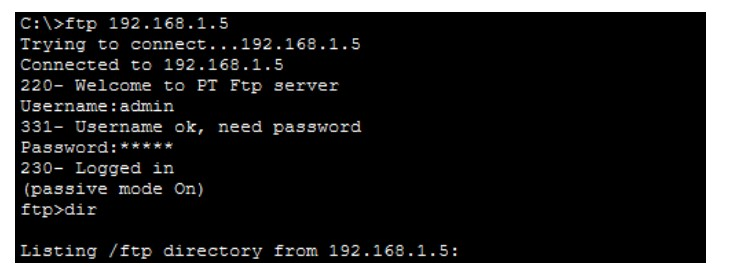 C:\>ftp 192.168.1.5
Trying to connect...192.168.1.5
Connected to 192.168.1.5
220- Welcome to PT Ftp server
Username:admin
331- Username ok, need password
Password:*****
230- Logged in
(passive mode On)
ftp>dir
Listing /ftp directory from 192.168.1.5: